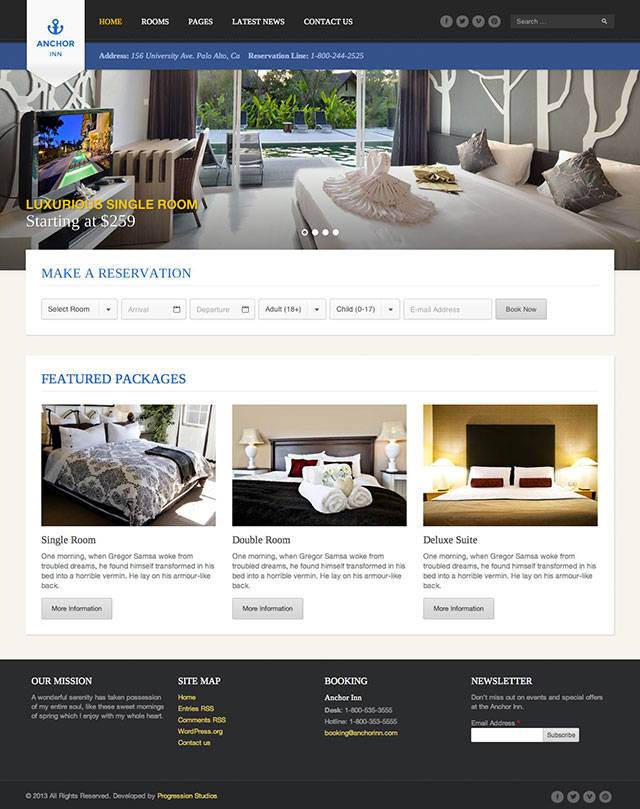 ANCHOR
INN
HOME ROOMS PAGES LATEST NEWS CONTACT US
Search ...
Address: 156 University Ave. Palo Alto, Ca Reservation Line: 1-800-244-2525
LUXURIOUS SINGLE ROOM
Starting at $259
MAKE A RESERVATION
Select Room Arrival Departure Adult (18+) Child (0-17) E-mail Address Book Now
FEATURED PACKAGES
Single Room
One morning, when Gregor Samsa woke from
troubled dreams, he found himself transformed in his
bed into a horrible vermin. He lay on his armour-like
back.
More Information
Double Room
One morning, when Gregor Samsa woke from
troubled dreams, he found himself transformed in his
bed into a horrible vermin. He lay on his armour-like
back.
More Information
Deluxe Suite
One morning, when Gregor Samsa woke from
troubled dreams, he found himself transformed in his
bed into a horrible vermin. He lay on his armour-like
back.
More Information
OUR MISSION
A wonderful serenity has taken possession
of my entire soul, like these sweet mornings
of spring which I enjoy with my whole heart.
SITE MAP
Home
Entries RSS
Comments RSS
WordPress.org
Contact us
BOOKING
Anchor Inn
Desk: 1-800-535-3555
Hotline: 1-800-353-5555
booking@anchorinn.com
NEWSLETTER
Don't miss out on events and special offers
at the Anchor Inn.
Email Address *
Subscribe
© 2013 All Rights Reserved. Developed by Progression Studios